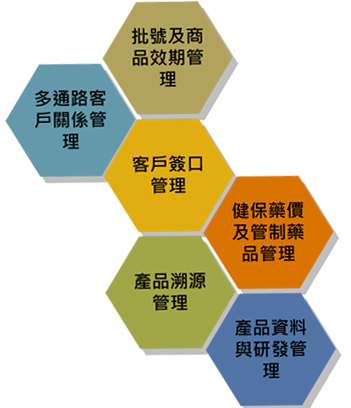 批號及商
品效期管
理
多通路客
戶關係管
理
客戶簽口
管理
健保藥價
及管制藥
品管理
產品溯源
管理
產品資料
與研發管
理